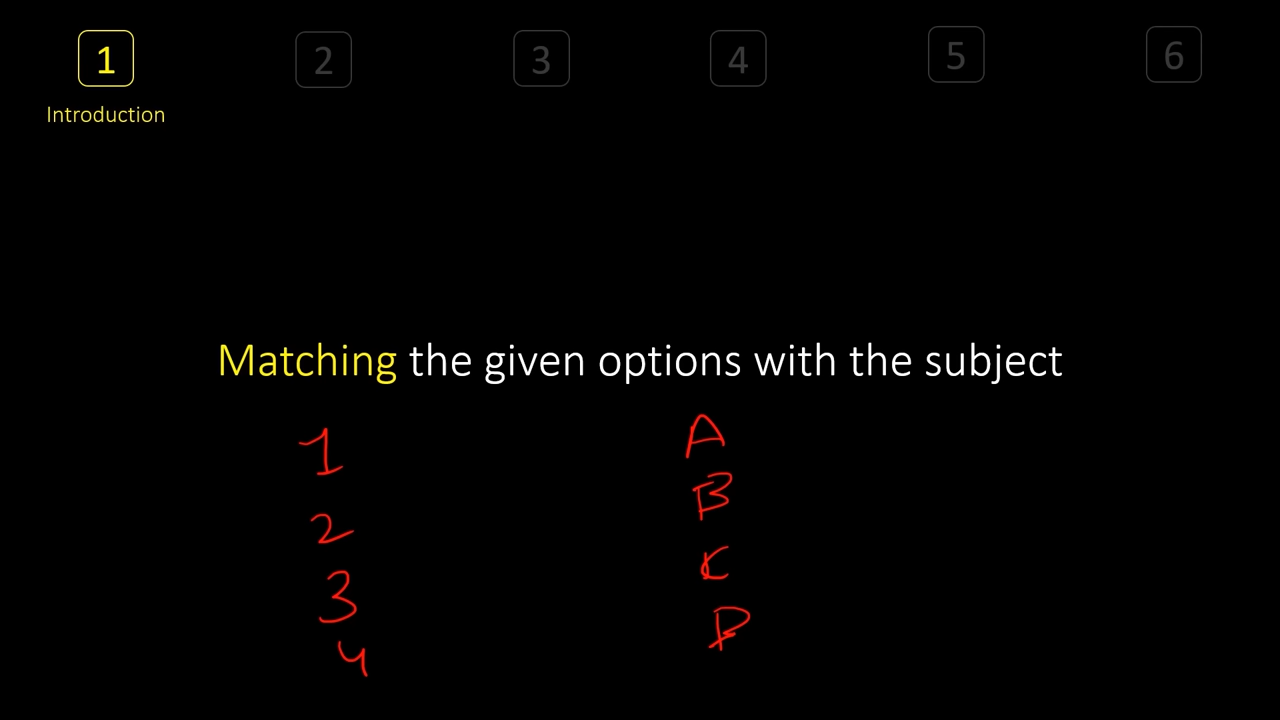 1 2 3 4 5 6
Introduction
Matching the given options with the subject
1 A
2 B
3 C
4 D